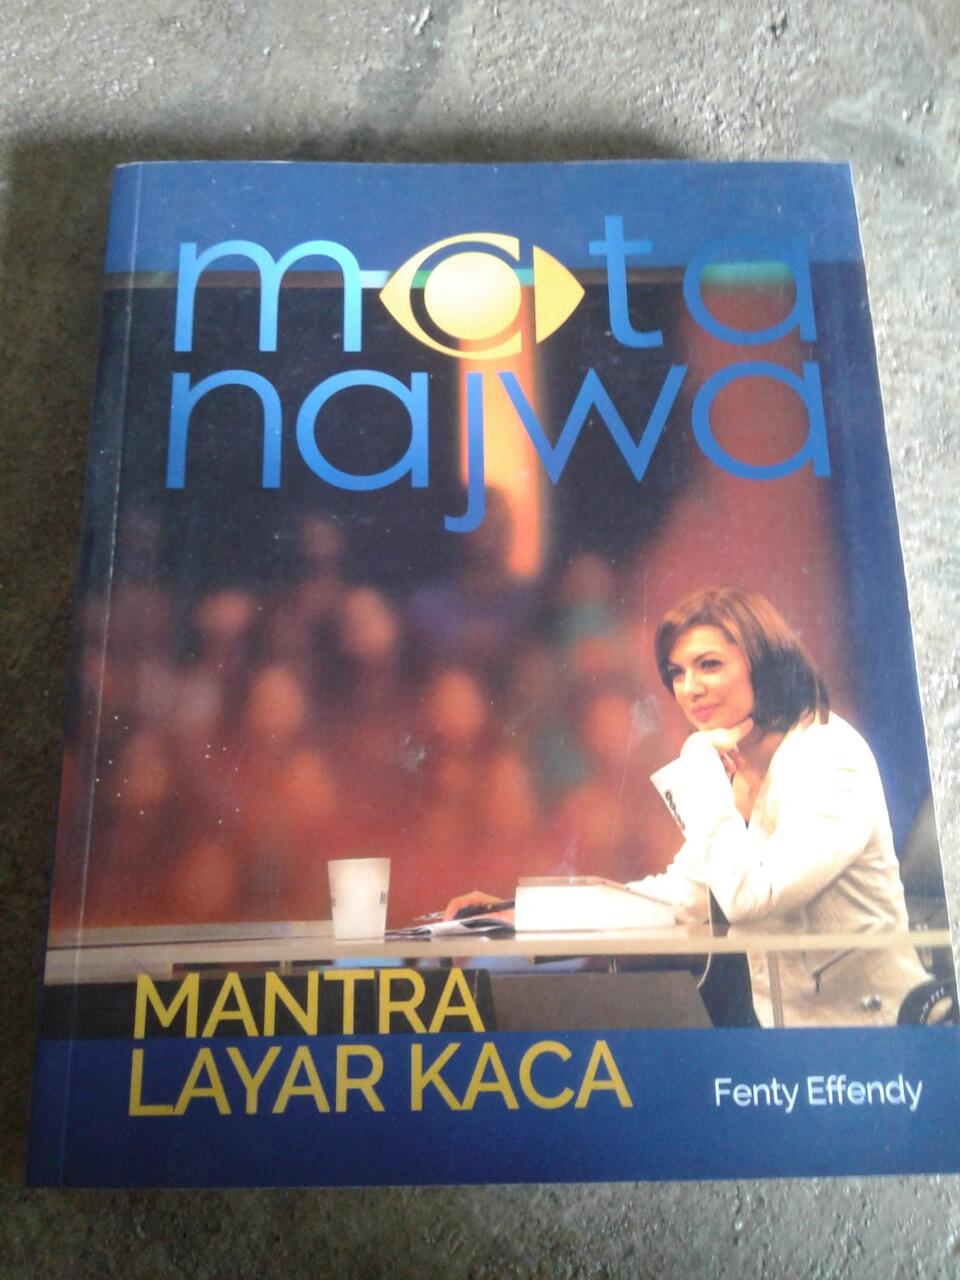 mata
najwa
MANTRA
LAYAR KACA
Fenty Effendy